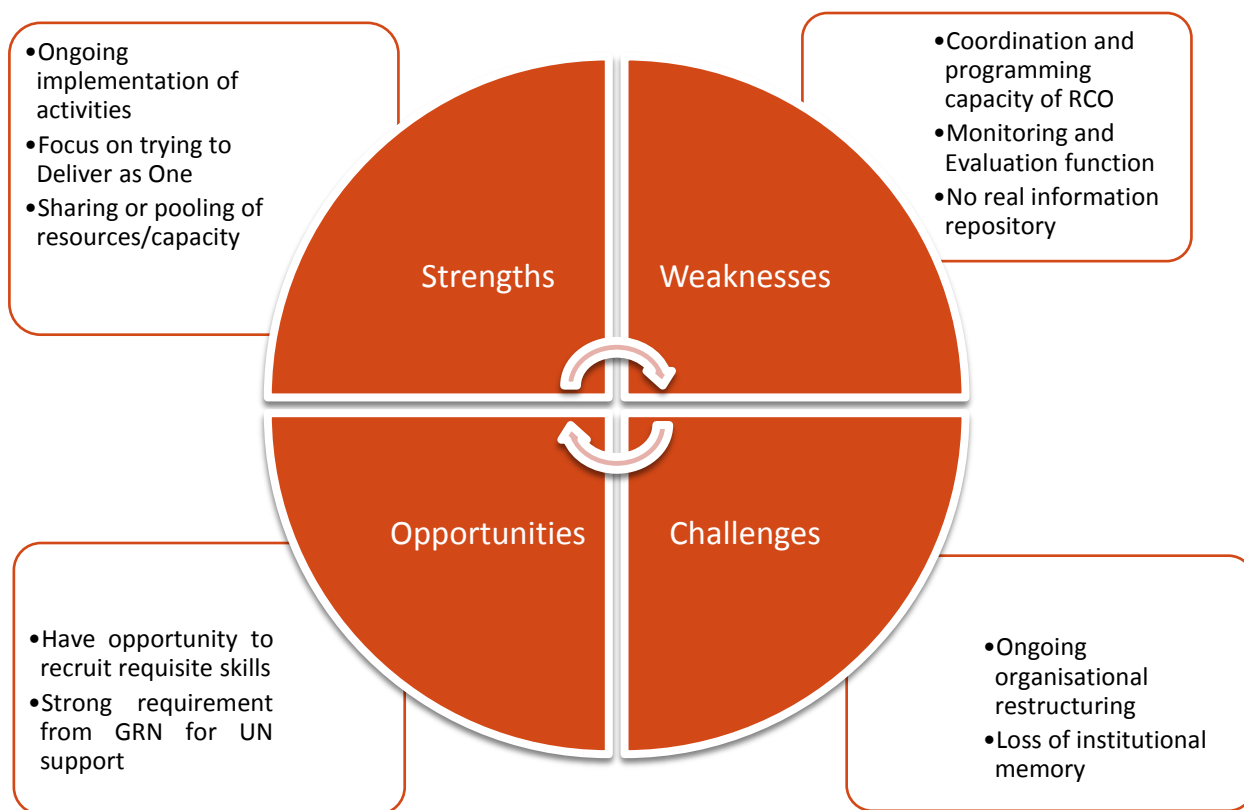 •Ongoing
implementation of
activities
•Focus on trying to
Deliver as One
•Sharing or pooling of
resources/capacity
•Coordination and
programming
capacity of RCO
•Monitoring and
Evaluation function
•No real information
repository
Strengths
Weaknesses
Opportunities
Challenges
•Have opportunity to
recruit requisite skills
•Strong requirement
from GRN for UN
support
•Ongoing
organisational
restructuring
•Loss of institutional
memory